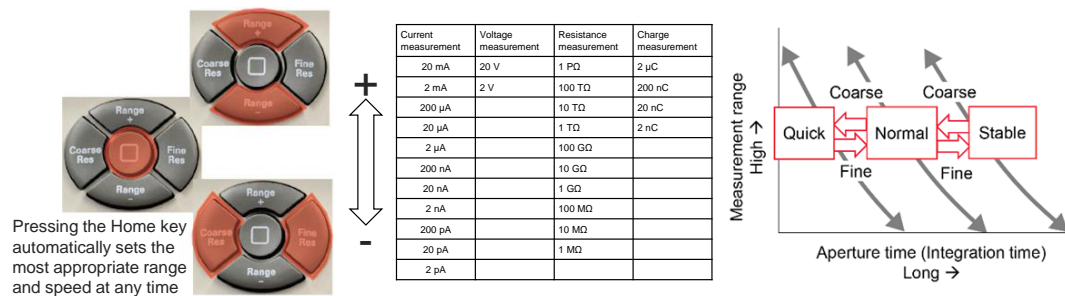 Range
+
Coarse
Res
Fine
Res
Range
-
Range
+
Coarse
Res
Fine
Res
Range
-
Range
+
Coarse
Res
Fine
Res
Range
-
Pressing the Home key
automatically sets the
most appropriate range
and speed at any time
+
-
Current
measurement
Voltage
measurement
Resistance
measurement
Charge
measurement
20 mA 20 V 1 PΩ 2 µC
2 mA 2 V 100 TΩ 200 nC
200 µA 10 TΩ 20 nC
20 µA 1 TΩ 2 nC
2 µA 100 GΩ
200 nA 10 GΩ
20 nA 1 GΩ
2 nA 100 MΩ
200 pA 10 MΩ
20 pA 1 MΩ
2 pA
Measurement range
High →
Coarse Coarse
Quick Normal Stable
Fine Fine
Aperture time (Integration time)
Long →